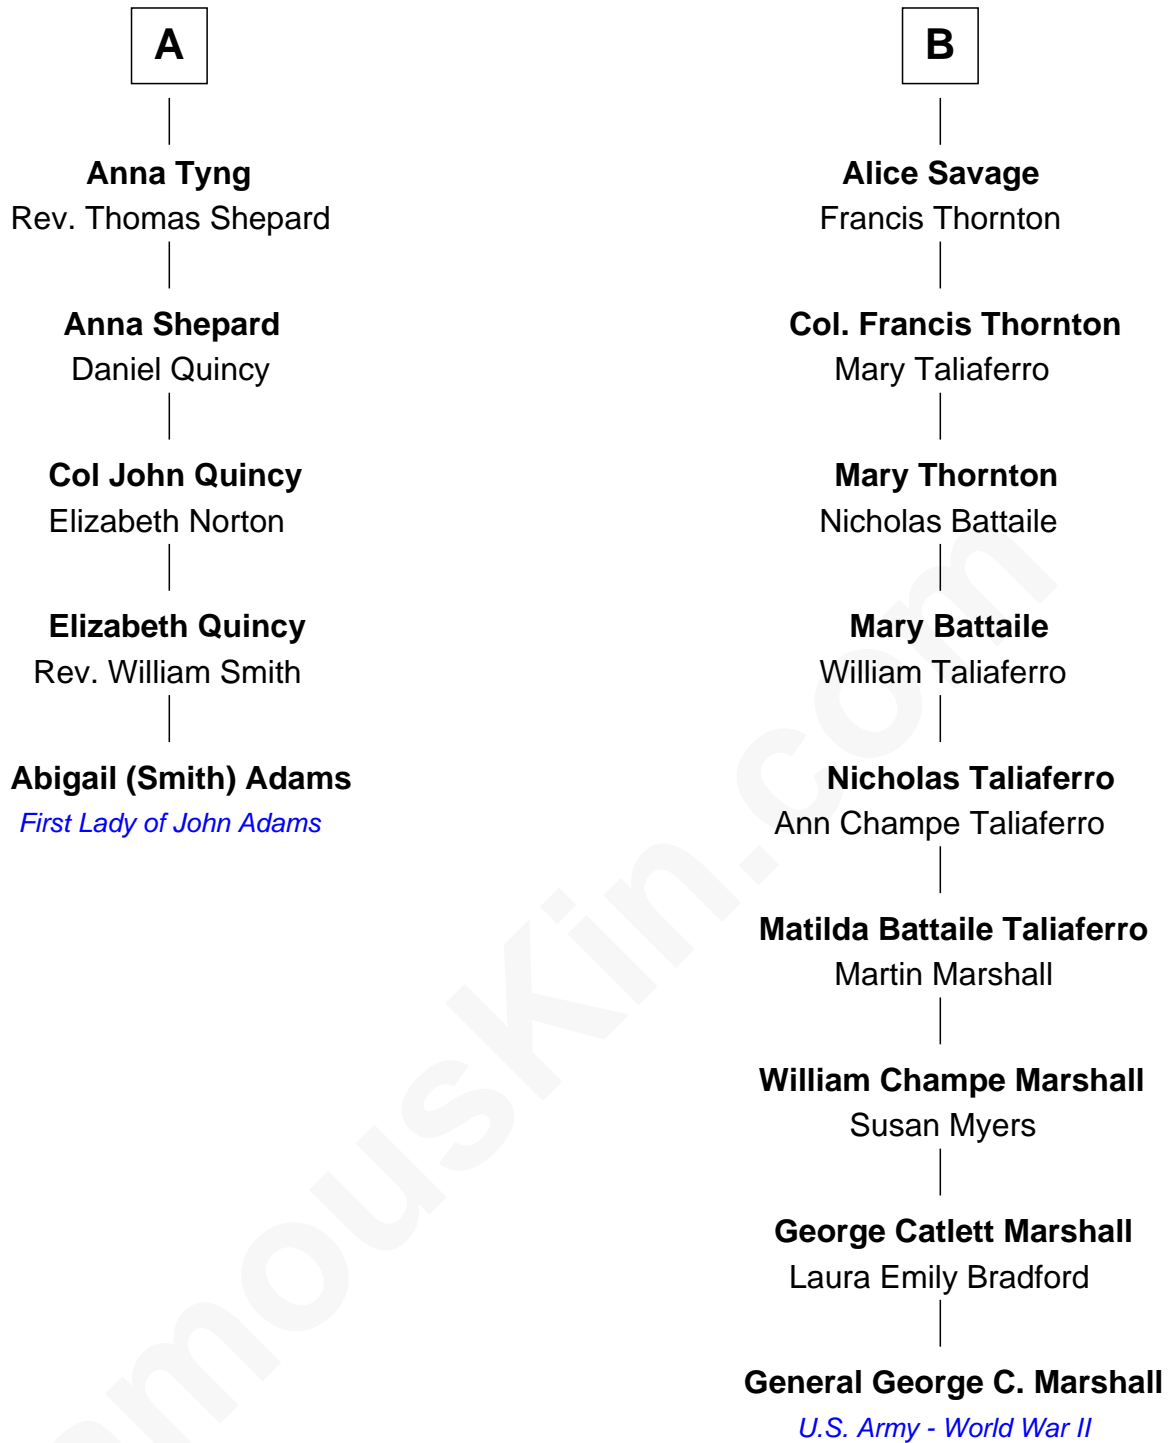 A
Anna Tyng
Rev. Thomas Shepard
Anna Shepard
Daniel Quincy
Col John Quincy
Elizabeth Norton
Elizabeth Quincy
Rev. William Smith
Abigail (Smith) Adams
First Lady of John Adams
B
Alice Savage
Francis Thornton
Col. Francis Thornton
Mary Taliaferro
Mary Thornton
Nicholas Battaile
Mary Battaile
William Taliaferro
Nicholas Taliaferro
Ann Champe Taliaferro
Matilda Battaile Taliaferro
Martin Marshall
William Champe Marshall
Susan Myers
George Catlett Marshall
Laura Emily Bradford
General George C. Marshall
U.S. Army - World War II
amousKin.com